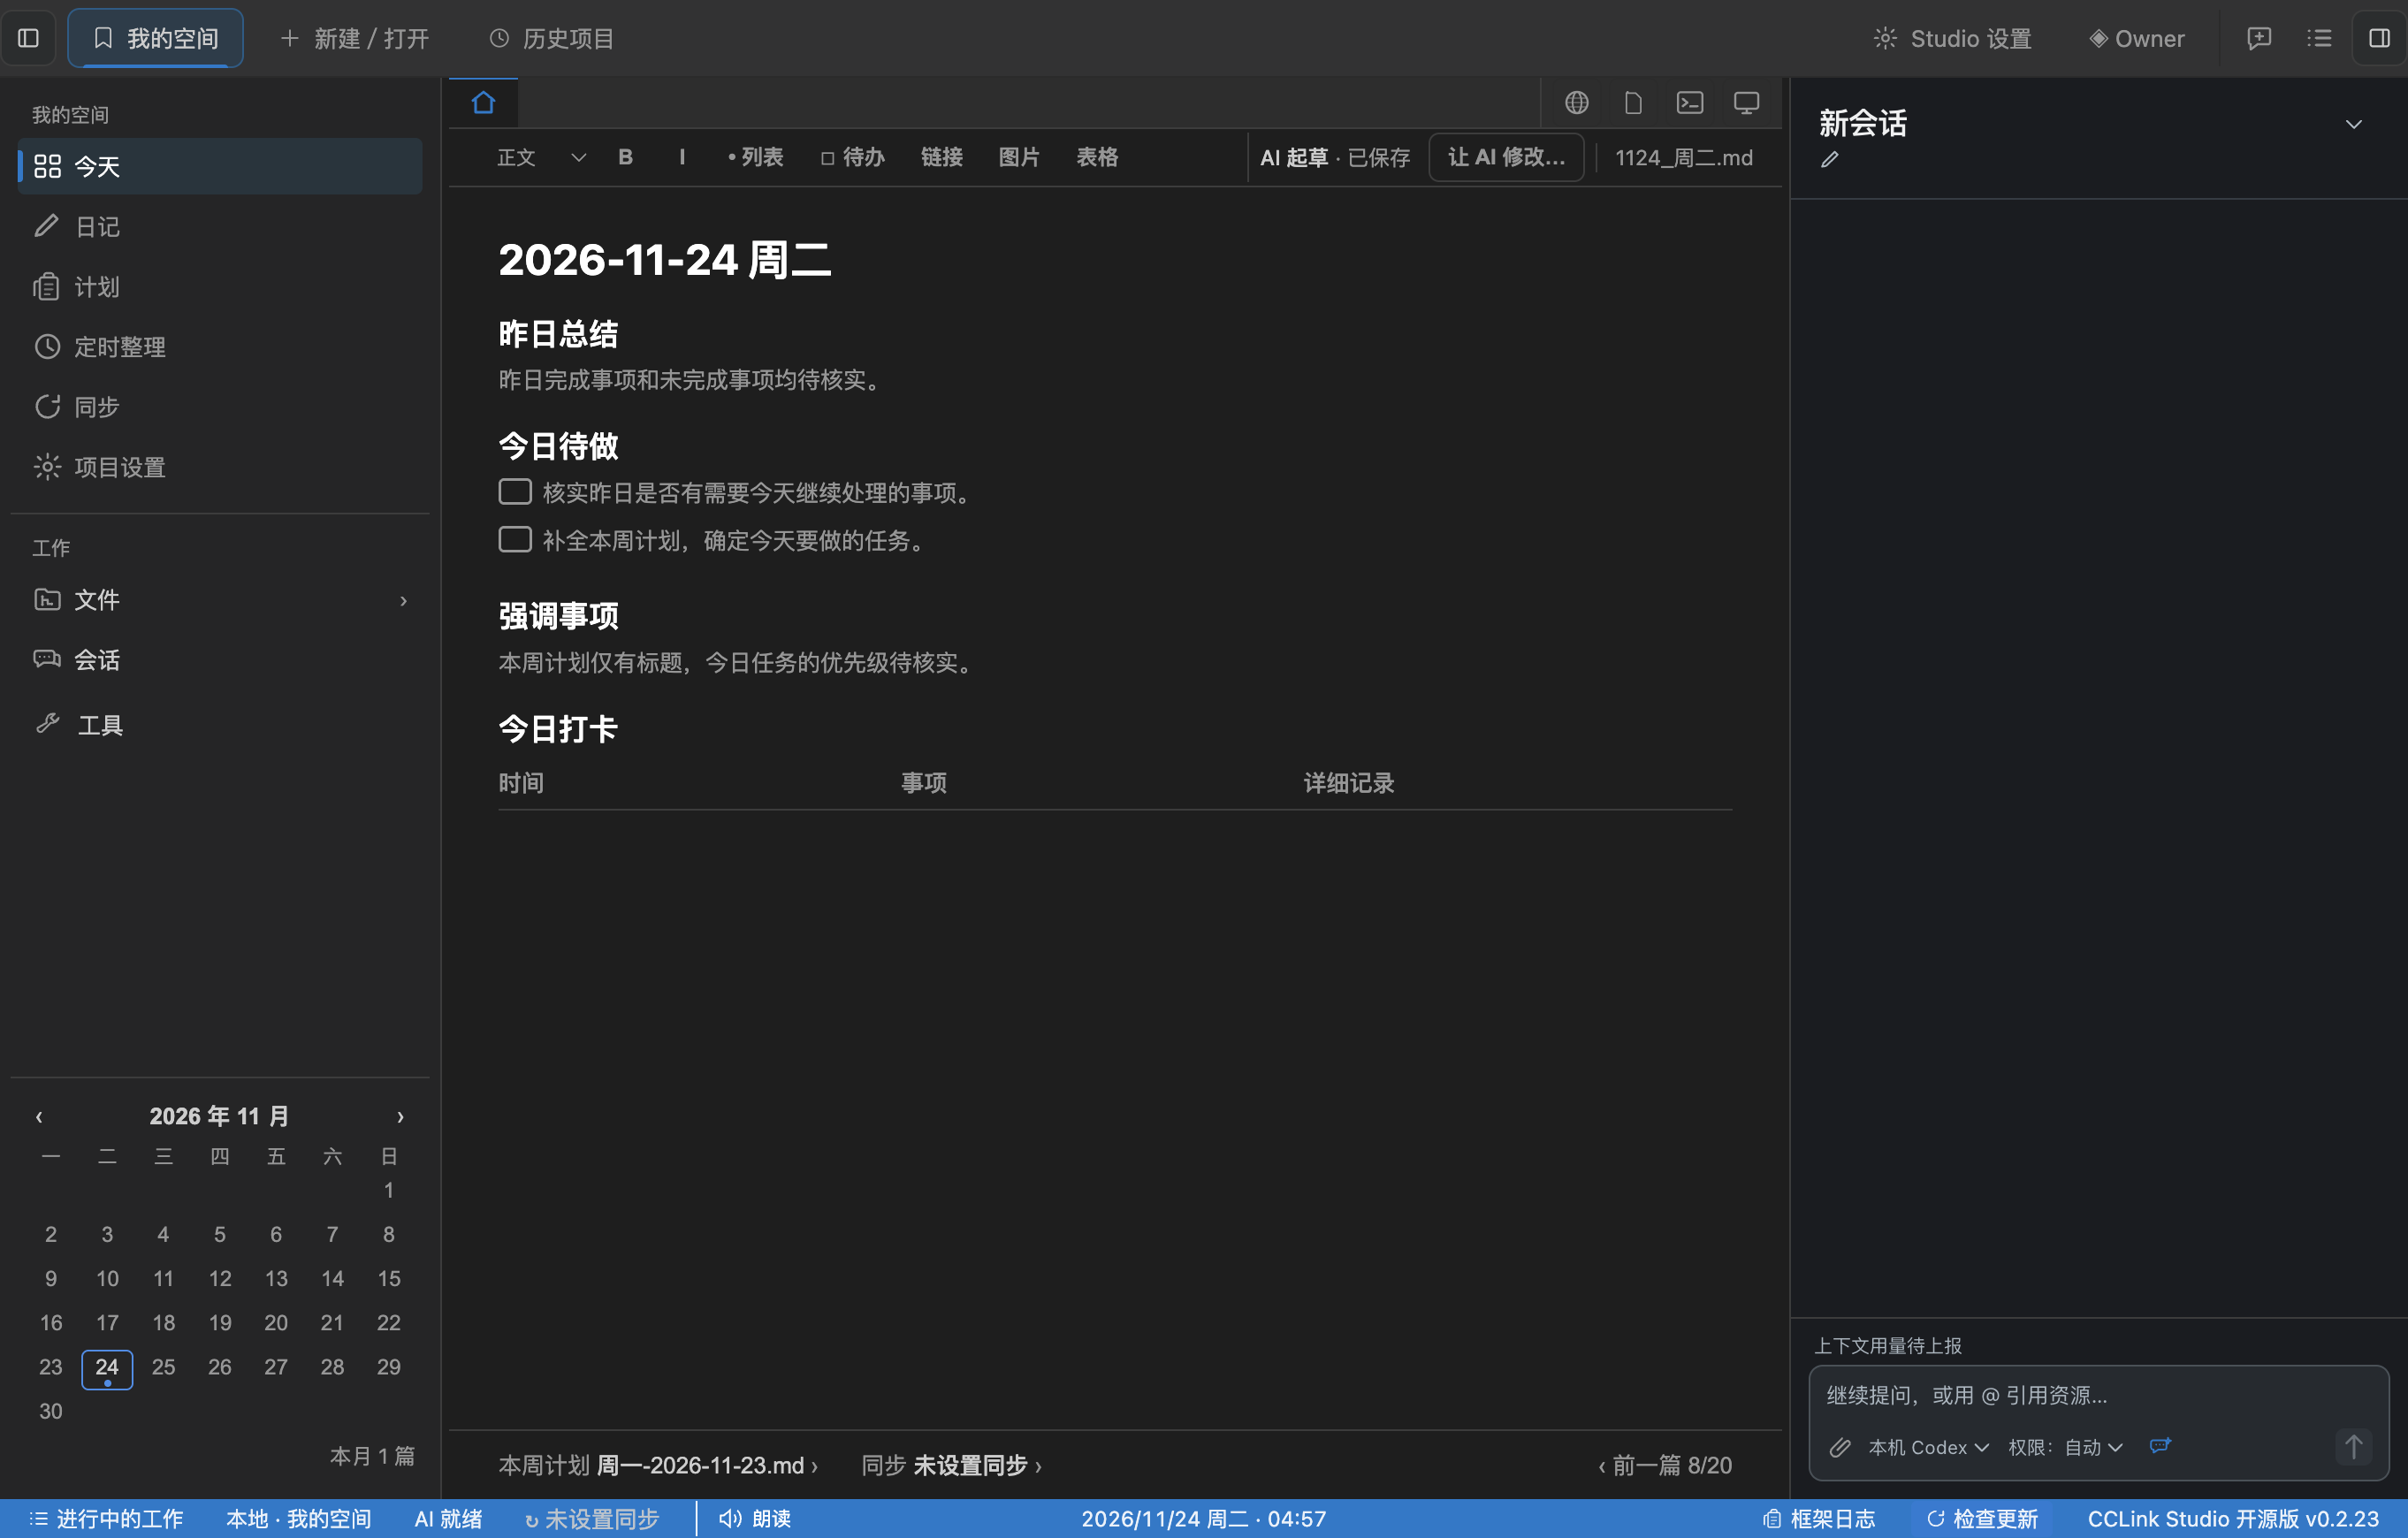 我的空间
新建 / 打开
历史项目
Studio 设置
Owner
我的空间
今天
日记
计划
定时整理
同步
项目设置
工作
文件
会话
工具
‹ 2026 年 11 月 ›
一 二 三 四 五 六 日
1
2 3 4 5 6 7 8
9 10 11 12 13 14 15
16 17 18 19 20 21 22
23 24 25 26 27 28 29
30
本月 1 篇
正文 B I • 列表 □ 待办 链接 图片 表格
AI 起草 · 已保存
让 AI 修改...
1124_周二.md
2026-11-24 周二
昨日总结
昨日完成事项和未完成事项均待核实。
今日待做
核实昨日是否有需要今天继续处理的事项。
补全本周计划，确定今天要做的任务。
强调事项
本周计划仅有标题，今日任务的优先级待核实。
今日打卡
时间 事项 详细记录
本周计划 周一-2026-11-23.md ›
同步 未设置同步 ›
‹ 前一篇 8/20
新会话
上下文用量待上报
继续提问，或用 @ 引用资源...
本机 Codex
权限：自动
进行中的工作
本地 · 我的空间
AI 就绪
↻ 未设置同步
朗读
2026/11/24 周二 · 04:57
框架日志
检查更新
CCLink Studio 开源版 v0.2.23